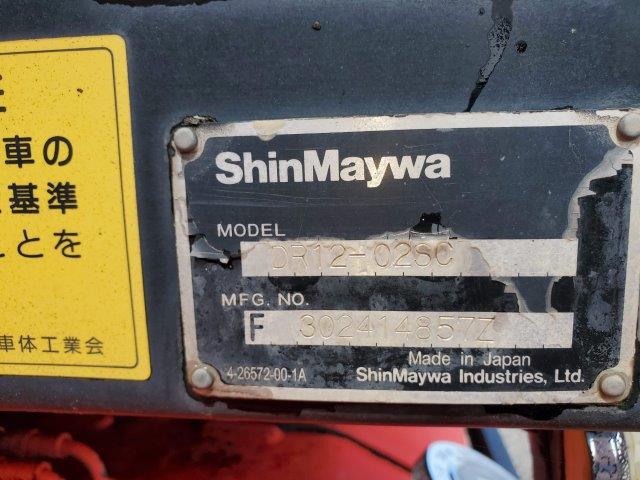 車の
基準
とを
車体工業会
ShinMaywa
MODEL
DR12-02SC
MFG. NO.
F 302414857Z
Made in Japan
4-26572-00-1A
ShinMaywa Industries, Ltd.